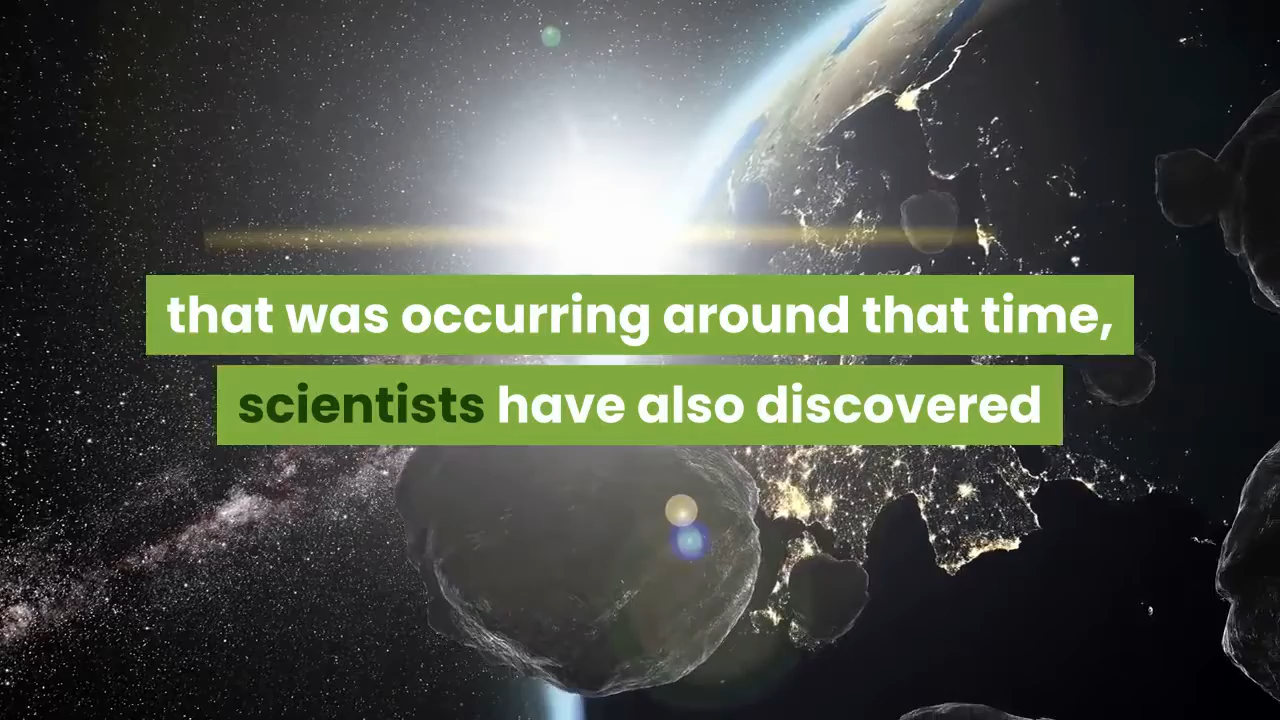 that was occurring around that time,
scientists have also discovered